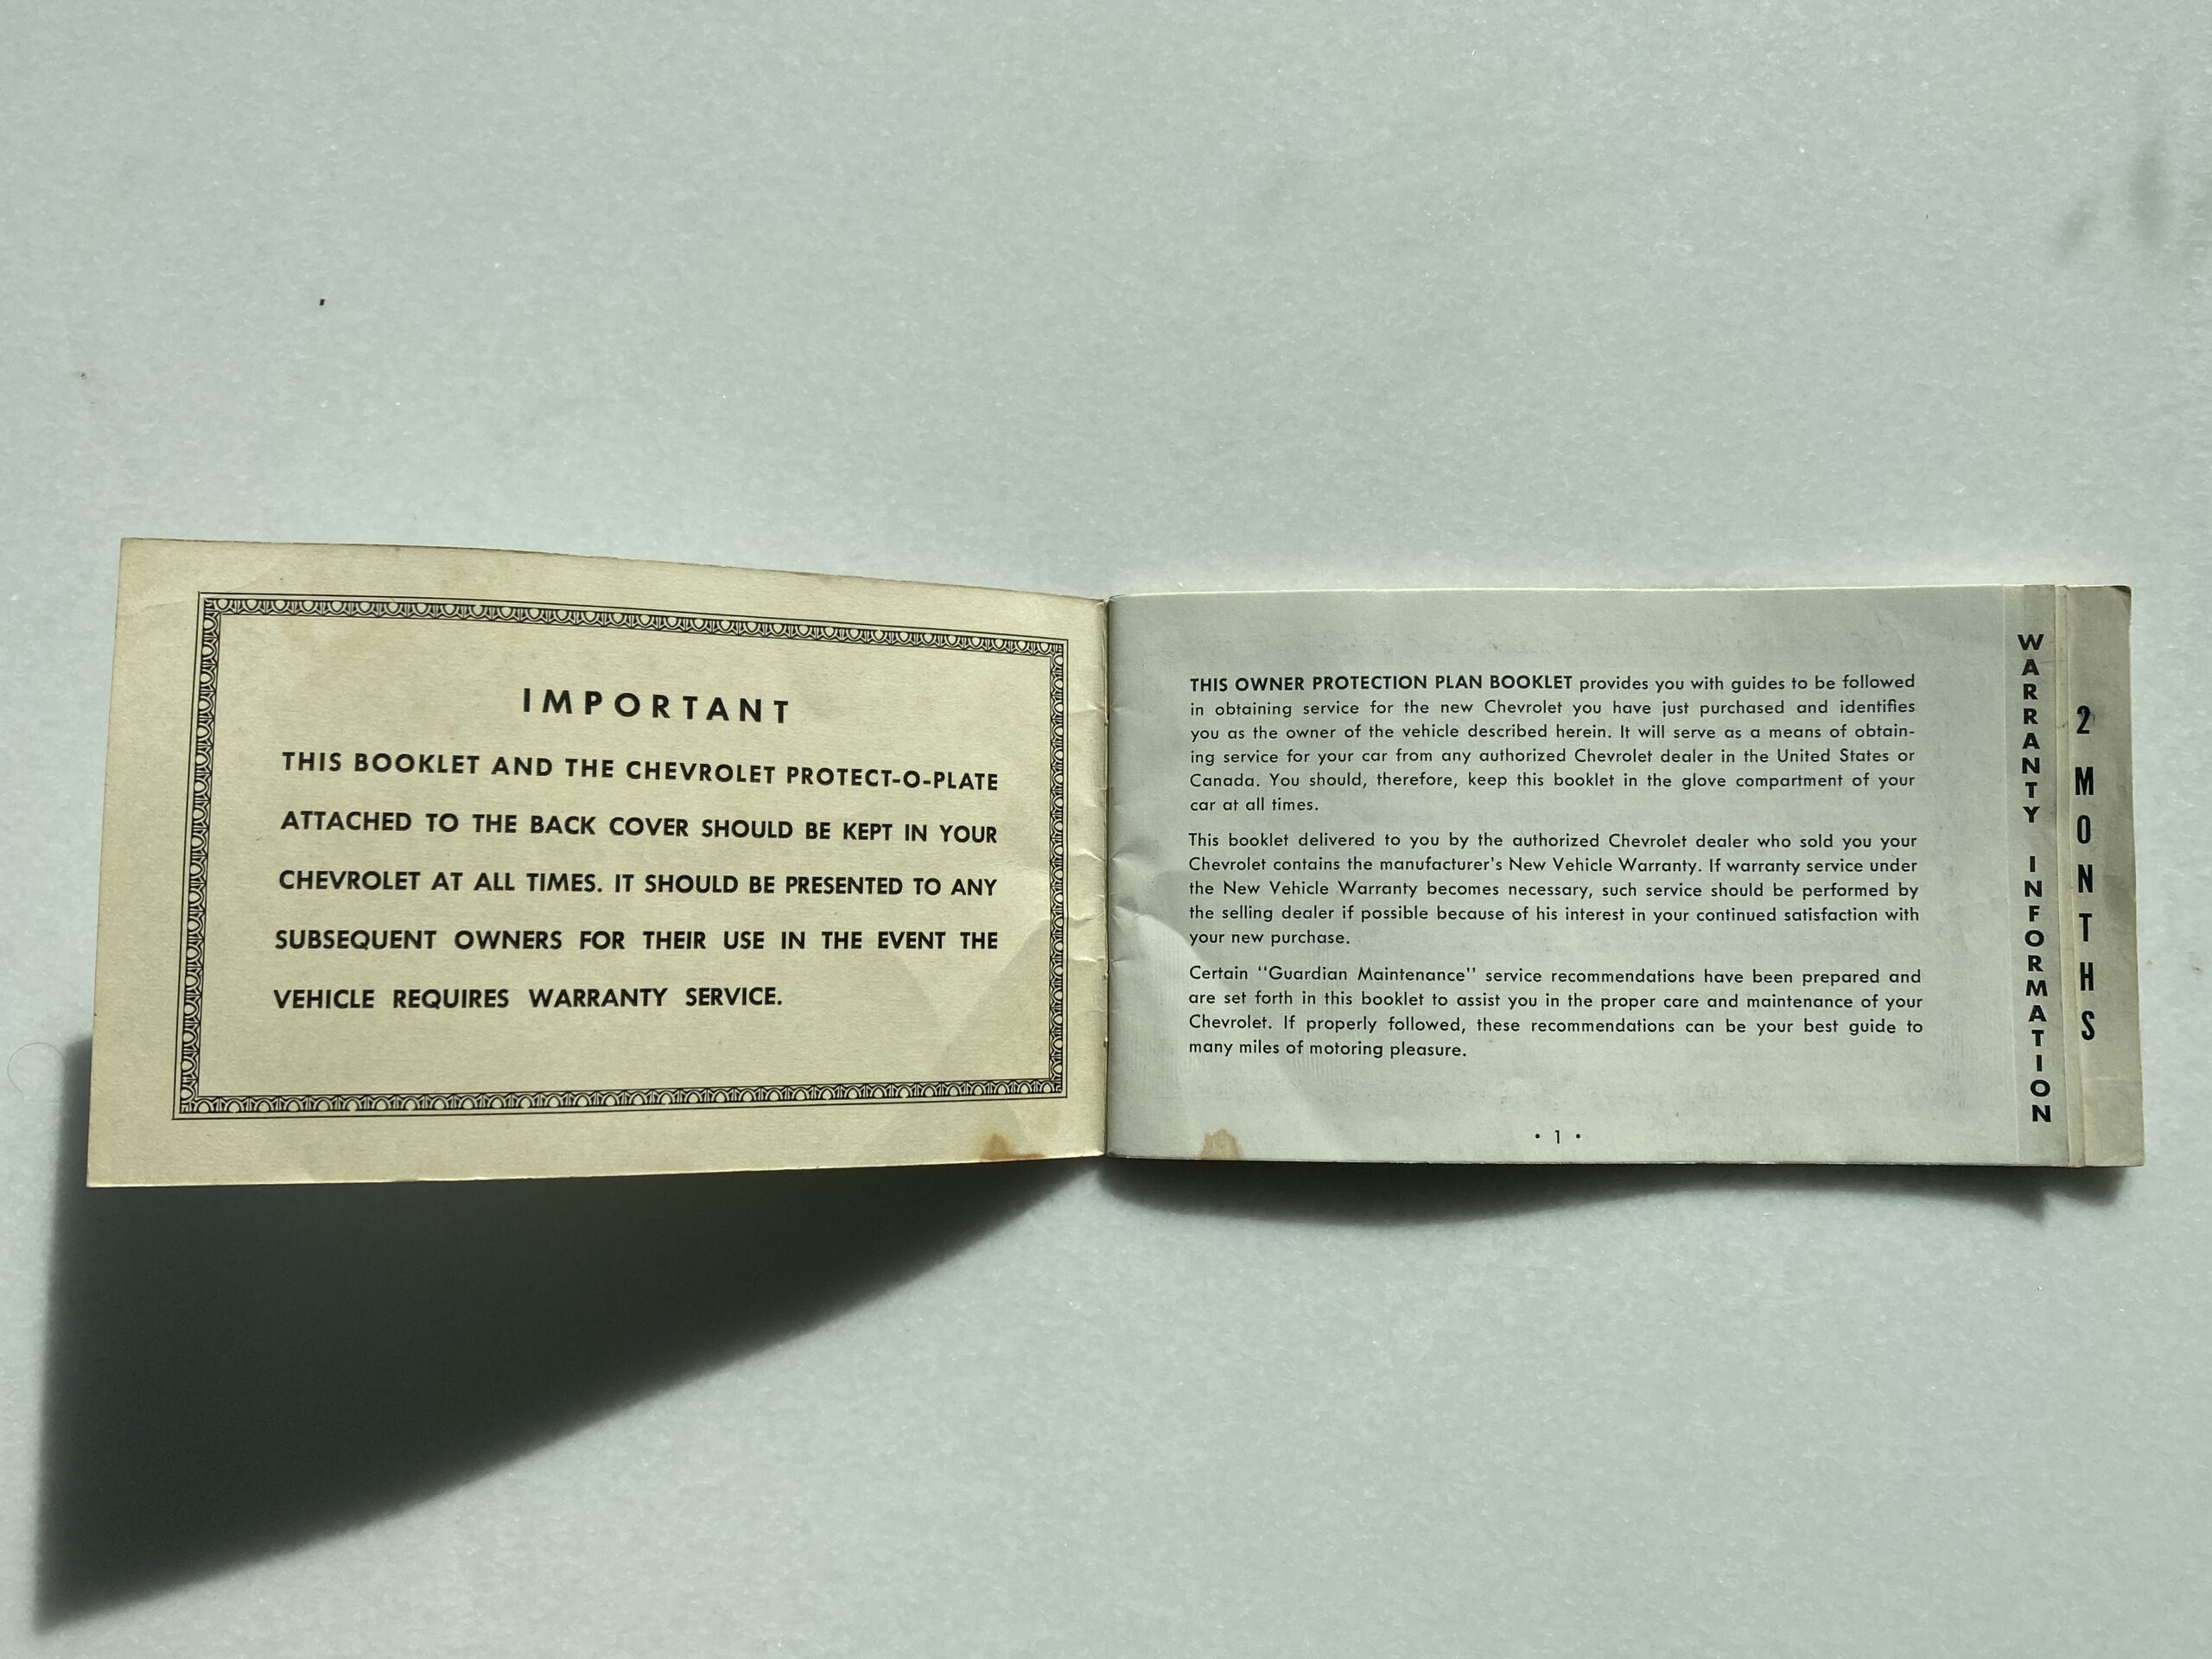 IMPORTANT
THIS BOOKLET AND THE CHEVROLET PROTECT-O-PLATE
ATTACHED TO THE BACK COVER SHOULD BE KEPT IN YOUR
CHEVROLET AT ALL TIMES. IT SHOULD BE PRESENTED TO ANY
SUBSEQUENT OWNERS FOR THEIR USE IN THE EVENT THE
VEHICLE REQUIRES WARRANTY SERVICE.
THIS OWNER PROTECTION PLAN BOOKLET provides you with guides to be followed
in obtaining service for the new Chevrolet you have just purchased and identifies
you as the owner of the vehicle described herein. It will serve as a means of obtain-
ing service for your car from any authorized Chevrolet dealer in the United States or
Canada. You should, therefore, keep this booklet in the glove compartment of your
car at all times.
This booklet delivered to you by the authorized Chevrolet dealer who sold you your
Chevrolet contains the manufacturer's New Vehicle Warranty. If warranty service under
the New Vehicle Warranty becomes necessary, such service should be performed by
the selling dealer if possible because of his interest in your continued satisfaction with
your new purchase.
Certain "Guardian Maintenance" service recommendations have been prepared and
are set forth in this booklet to assist you in the proper care and maintenance of your
Chevrolet. If properly followed, these recommendations can be your best guide to
many miles of motoring pleasure.
• 1 •
WARRANTY INFORMATION
2 MONTHS